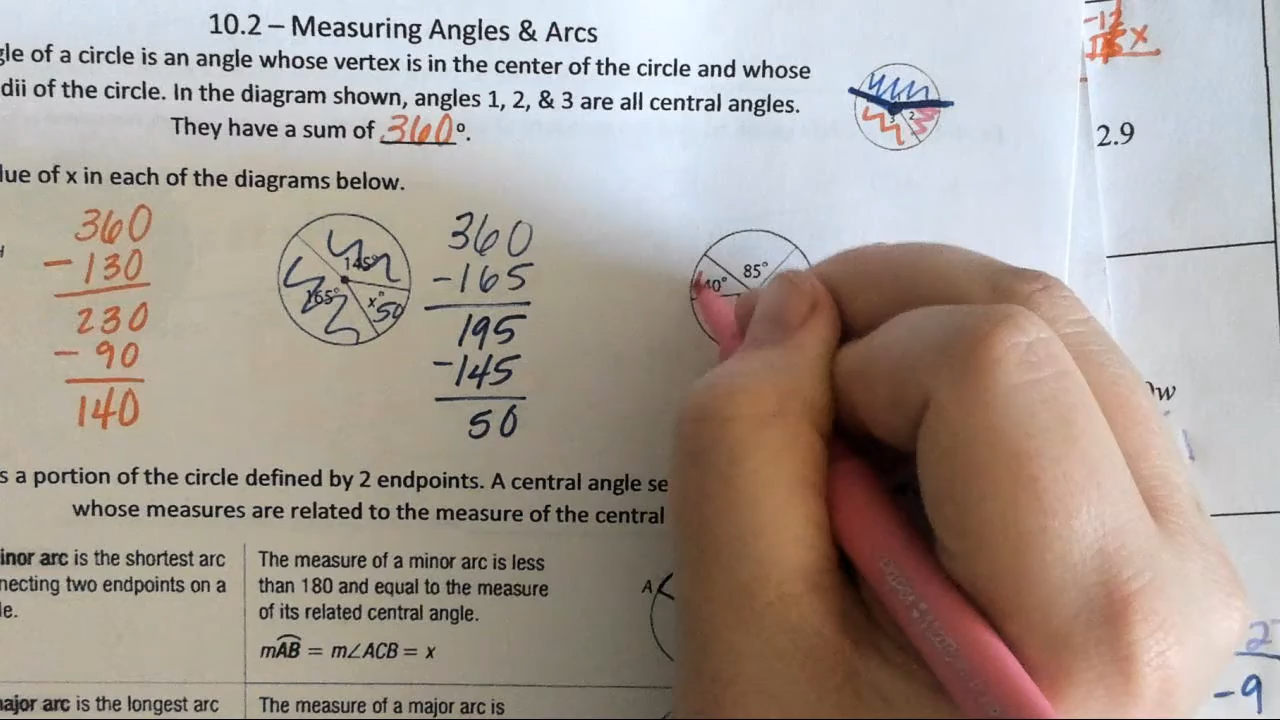 10.2 – Measuring Angles & Arcs
gle of a circle is an angle whose vertex is in the center of the circle and whose
dii of the circle. In the diagram shown, angles 1, 2, & 3 are all central angles.
They have a sum of 360°.
3 2
2.9
lue of x in each of the diagrams below.
360
-130
230
-90
140
145°
165°
x°
50
360
-165
195
-145
50
85°
40°
s a portion of the circle defined by 2 endpoints. A central angle se
whose measures are related to the measure of the central
inor arc is the shortest arc
necting two endpoints on a
le.
The measure of a minor arc is less
than 180 and equal to the measure
of its related central angle.
mAB = m∠ACB = x
A
major arc is the longest arc
The measure of a major arc is
w
2
-9